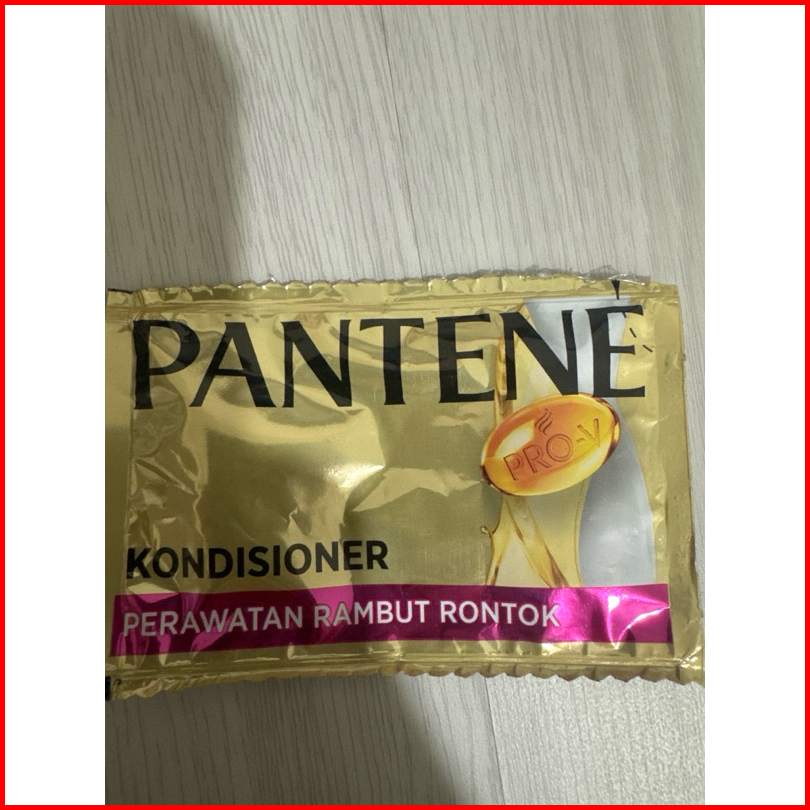 PANTENE
PRO-V
KONDISIONER
PERAWATAN RAMBUT RONTOK